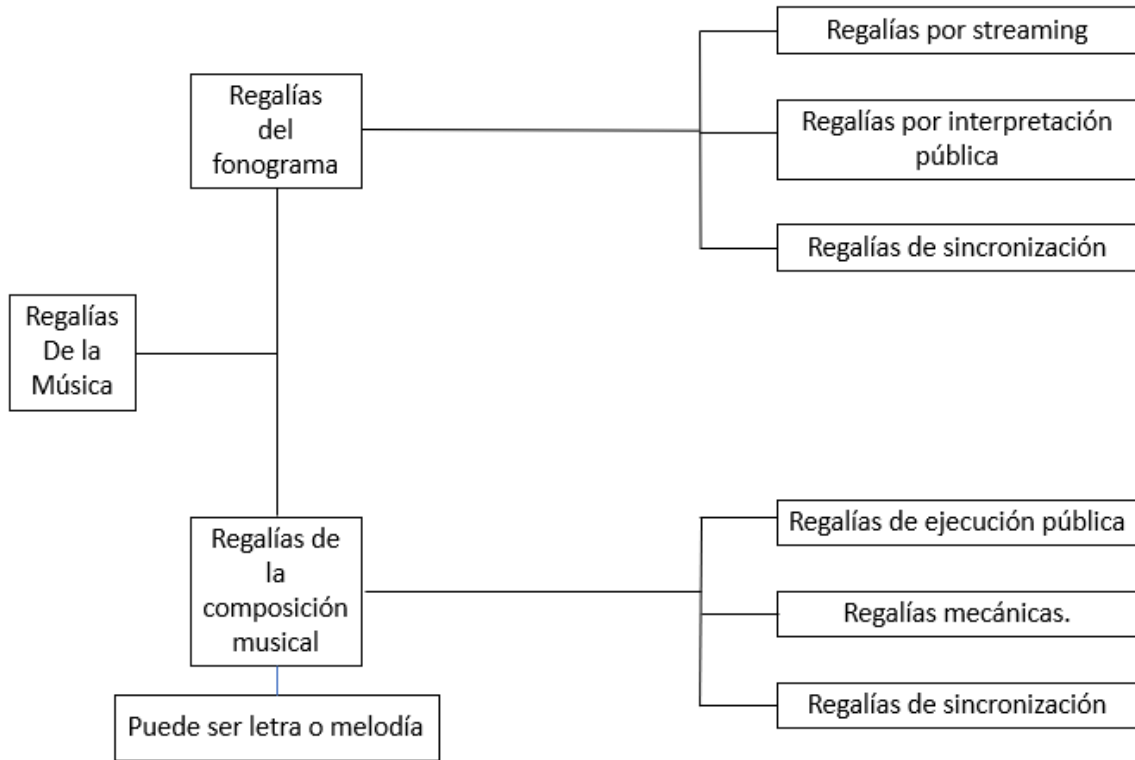 Regalías por streaming
Regalías
del
fonograma
Regalías por interpretación
pública
Regalías de sincronización
Regalías
De la
Música
Regalías de
la
composición
musical
Regalías de ejecución pública
Regalías mecánicas.
Regalías de sincronización
Puede ser letra o melodía